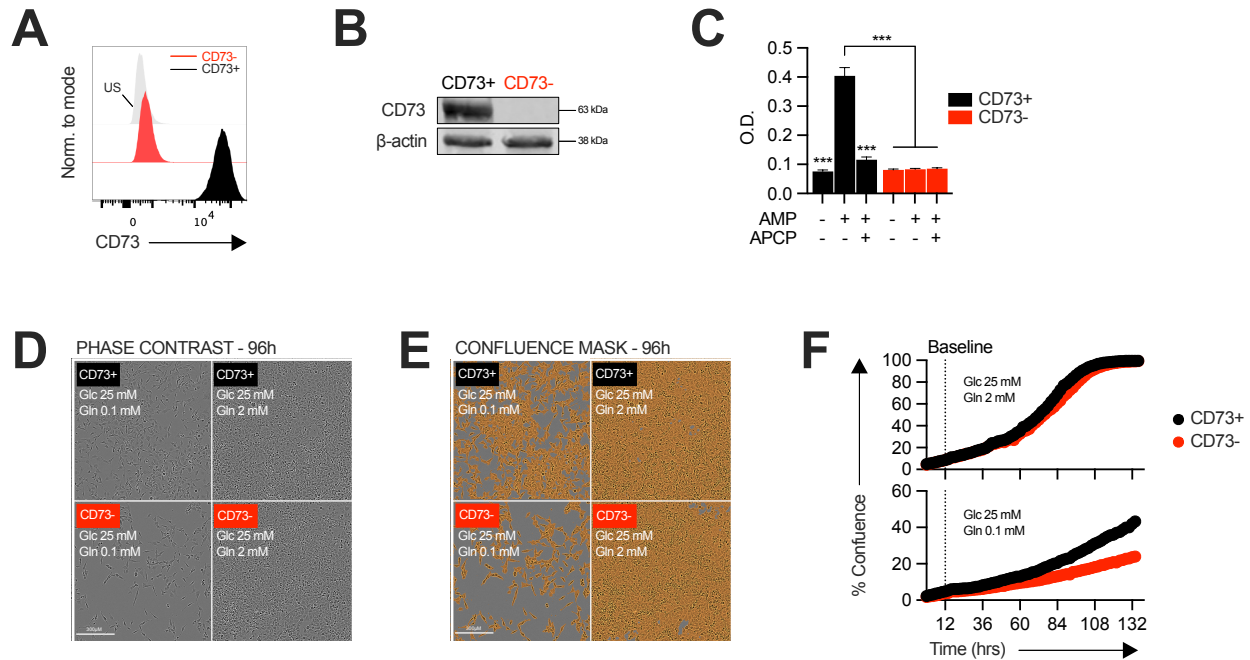 A
CD73-
CD73+
US
Norm. to mode
0
10⁴
CD73
B
CD73+ CD73-
CD73
63 kDa
β-actin
38 kDa
C
***
0.5
0.4
0.3
0.2
0.1
0.0
O.D.
***
***
CD73+
CD73-
AMP - + + - + +
APCP - - + - - +
D
PHASE CONTRAST - 96h
CD73+
Glc 25 mM
Gln 0.1 mM
CD73+
Glc 25 mM
Gln 2 mM
CD73-
Glc 25 mM
Gln 0.1 mM
CD73-
Glc 25 mM
Gln 2 mM
300µM
E
CONFLUENCE MASK - 96h
CD73+
Glc 25 mM
Gln 0.1 mM
CD73+
Glc 25 mM
Gln 2 mM
CD73-
Glc 25 mM
Gln 0.1 mM
CD73-
Glc 25 mM
Gln 2 mM
300µM
F
Baseline
100
80
60
40
20
0
Glc 25 mM
Gln 2 mM
CD73+
CD73-
60
40
20
0
Glc 25 mM
Gln 0.1 mM
% Confuence
12 36 60 84 108 132
Time (hrs)